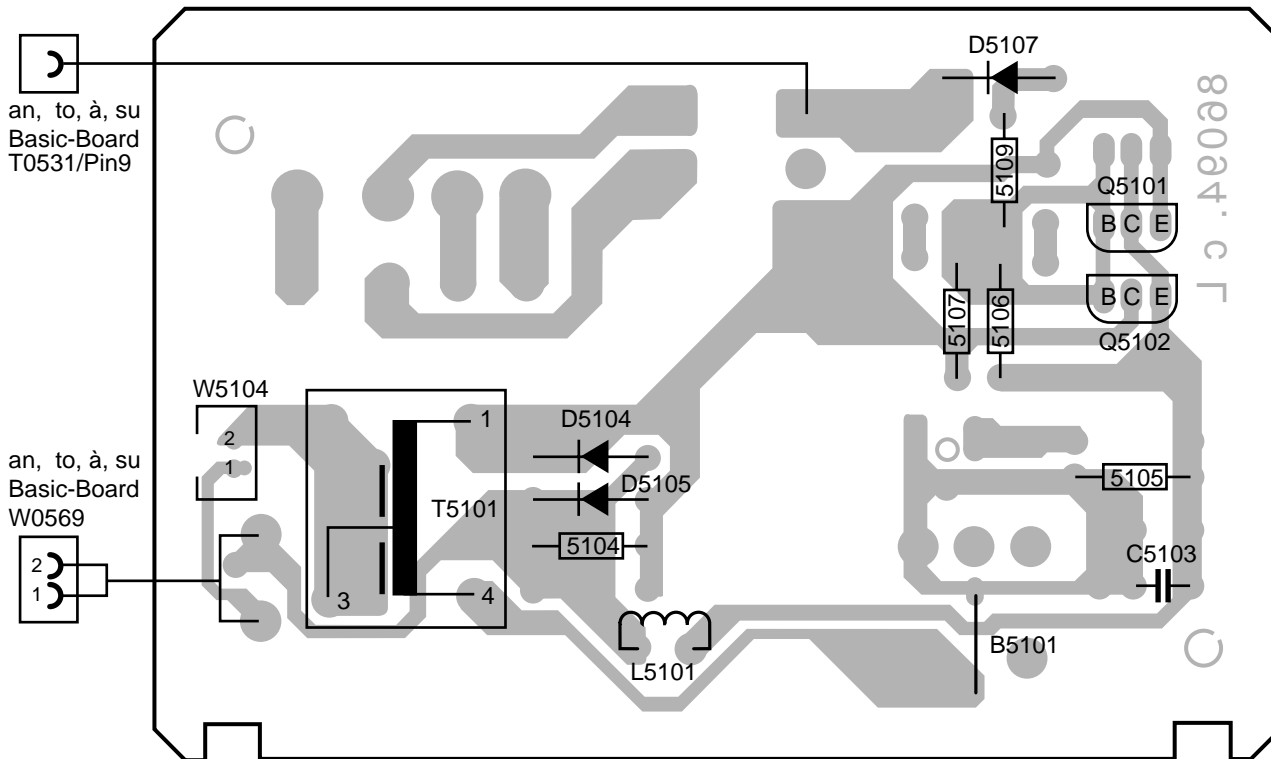 D5107
an, to, à, su
Basic-Board
T0531/Pin9
5109
Q5101
B C E
B C E
Q5102
5107
5106
W5104
2
1
1
D5104
an, to, à, su
Basic-Board
W0569
D5105
T5101
5105
2
1
5104
C5103
3
4
L5101
B5101